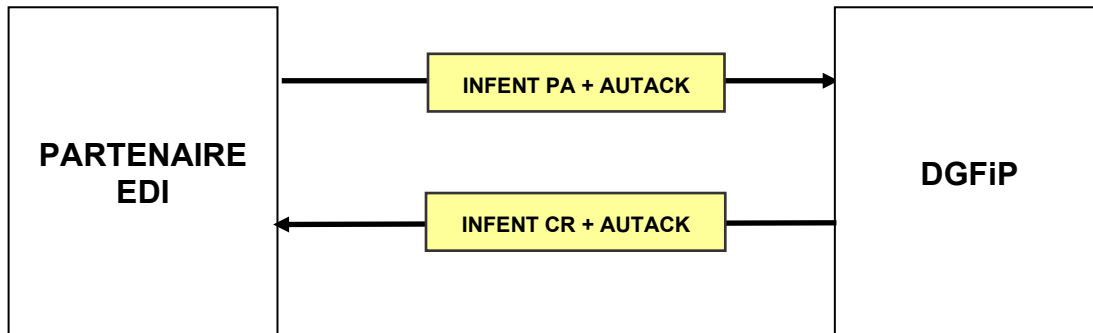 INFENT PA + AUTACK
PARTENAIRE
EDI
DGFiP
INFENT CR + AUTACK